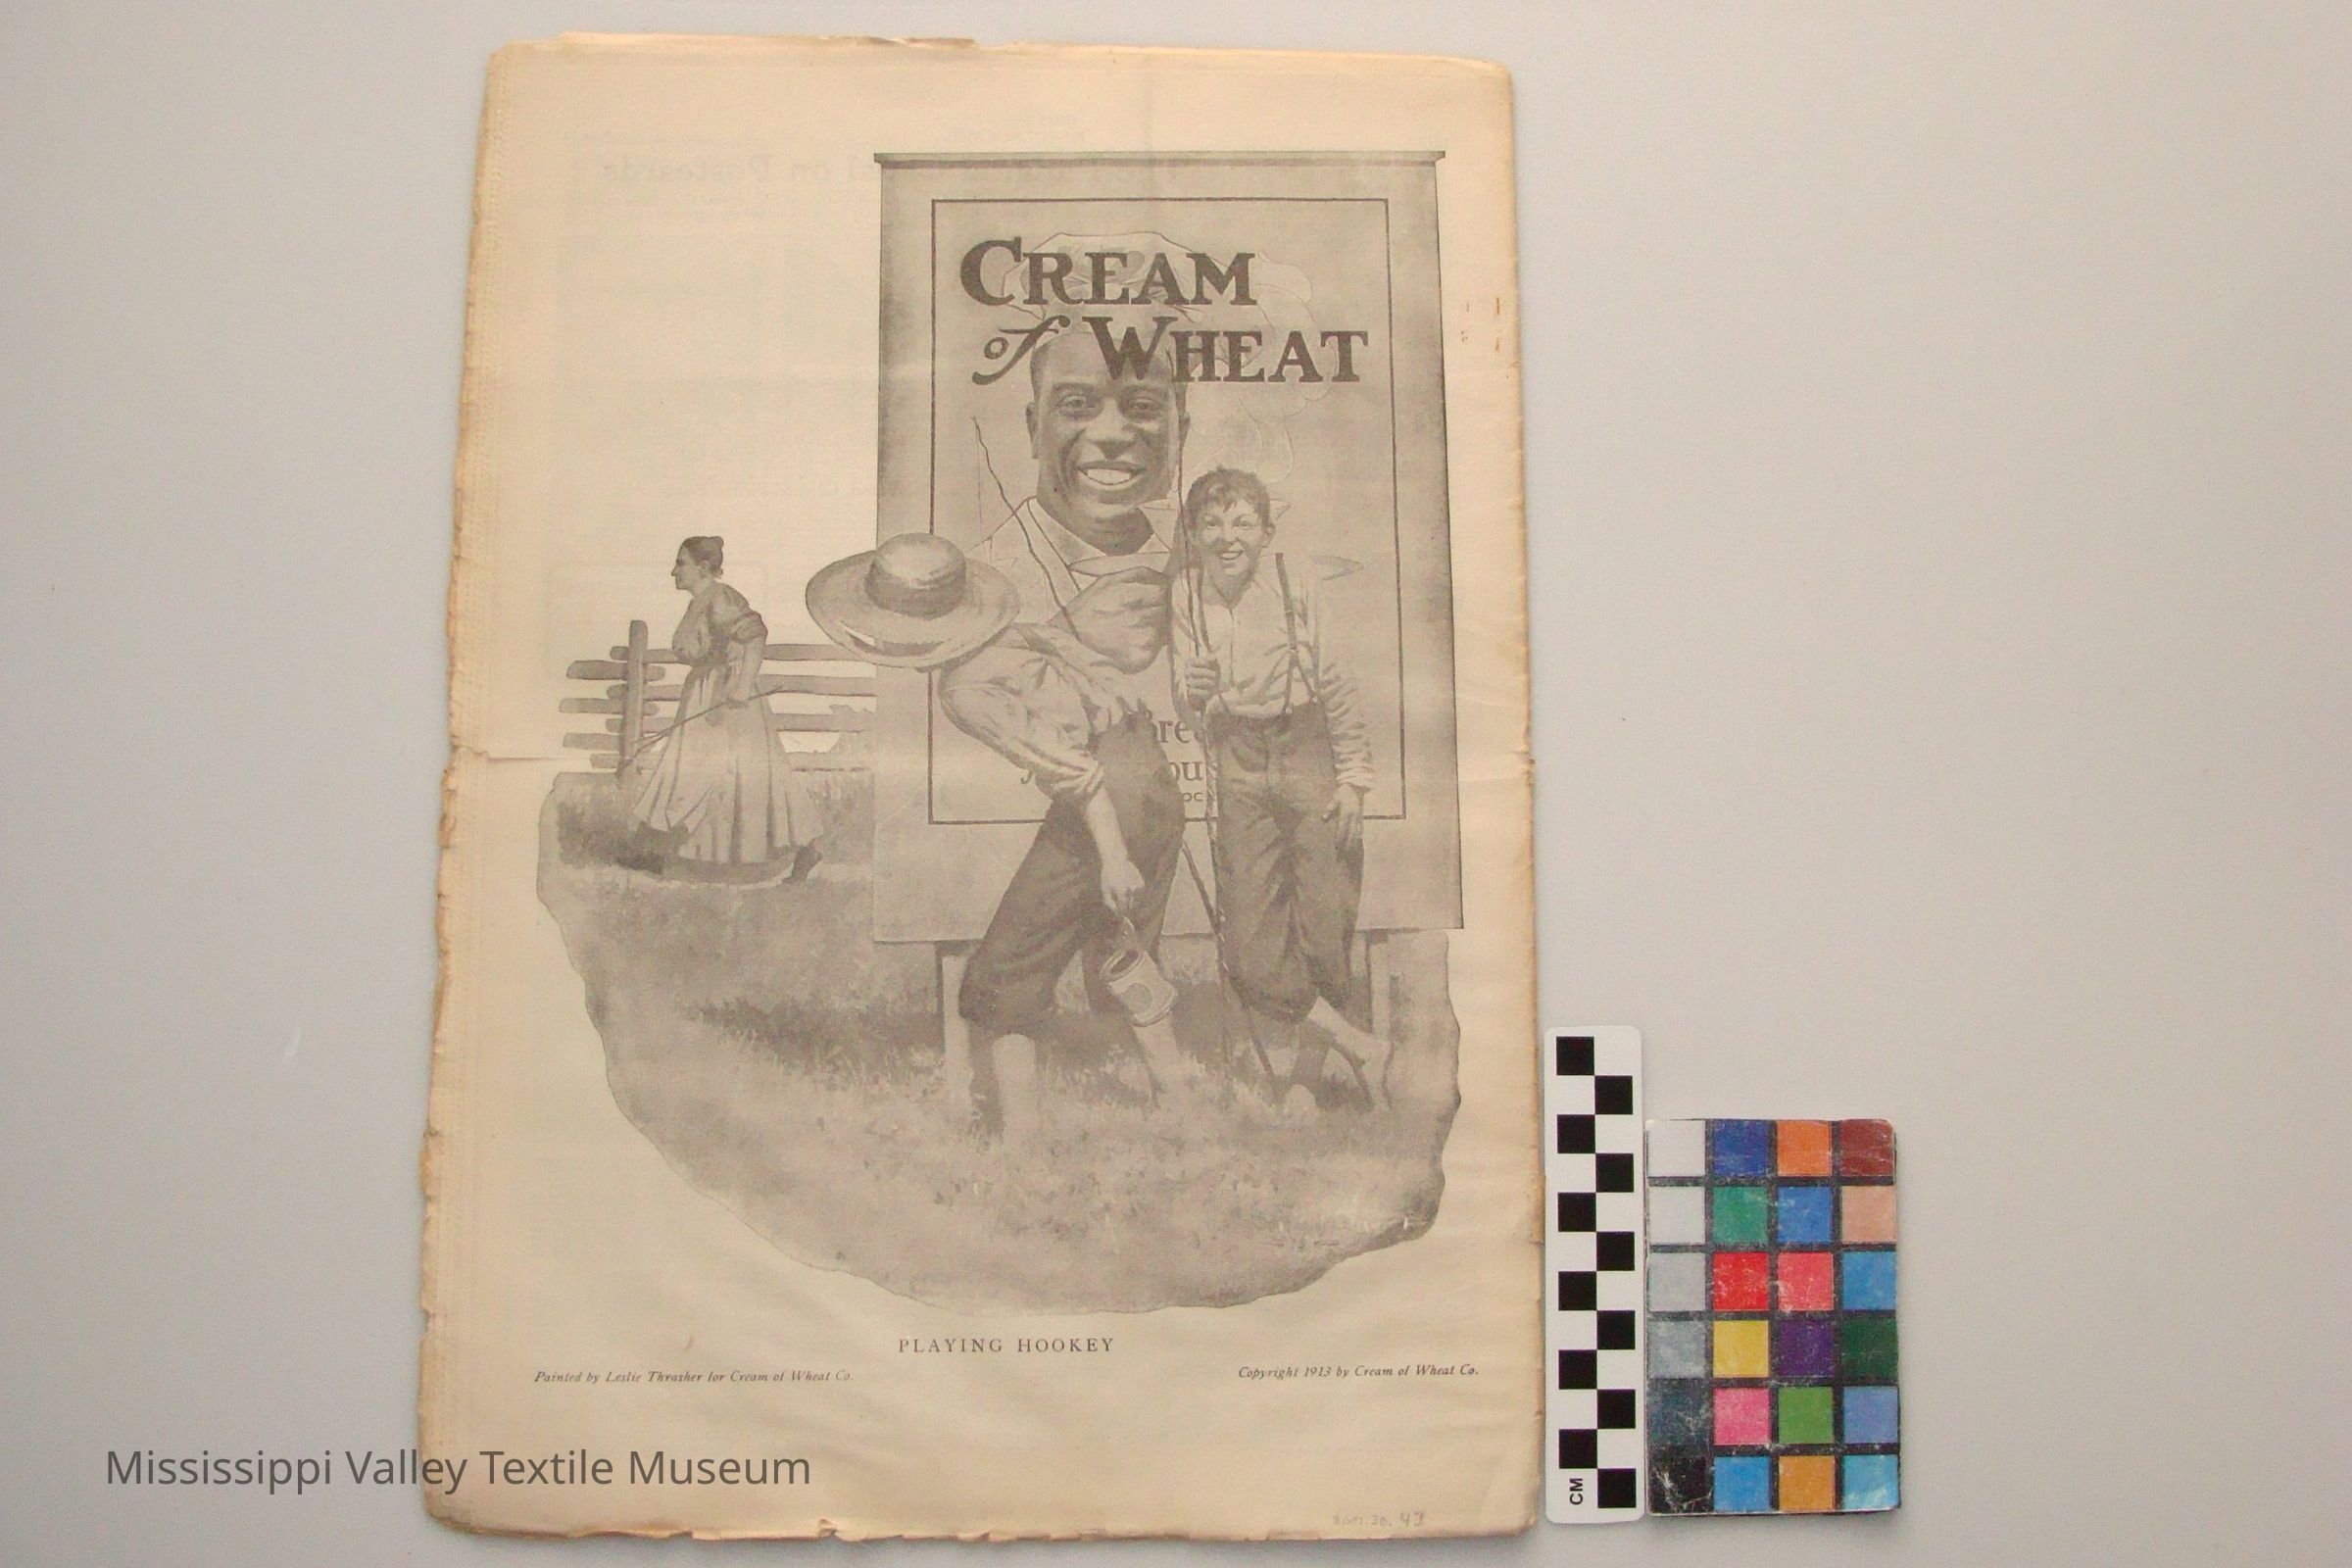 CREAM
of WHEAT
PLAYING HOOKEY
Painted by Leslie Thrasher for Cream of Wheat Co.
Copyright 1913 by Cream of Wheat Co.
Mississippi Valley Textile Museum
CM